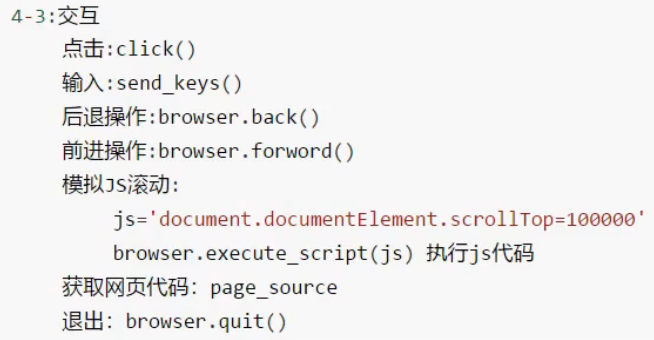 4-3:交互
点击:click()
输入:send_keys()
后退操作:browser.back()
前进操作:browser.forword()
模拟JS滚动:
js='document.documentElement.scrollTop=100000'
browser.execute_script(js) 执行js代码
获取网页代码：page_source
退出：browser.quit()